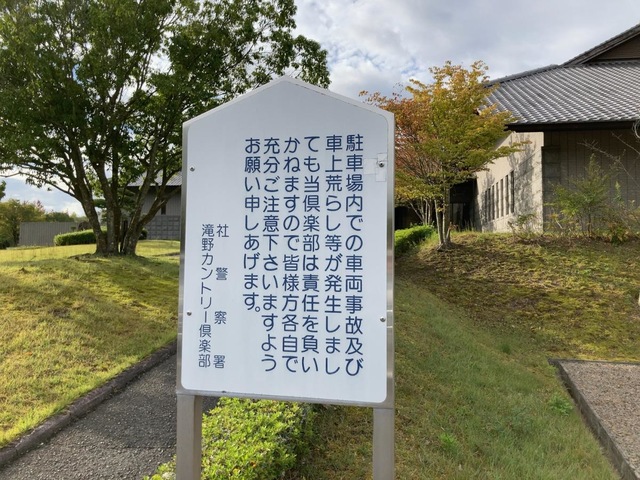 駐車場内での車両事故及び
車上荒らし等が発生しまし
ても当倶楽部は責任を負い
かねますので皆様方各自で
充分ご注意下さいますよう
お願い申しあげます。
社警察署
滝野カントリー倶楽部